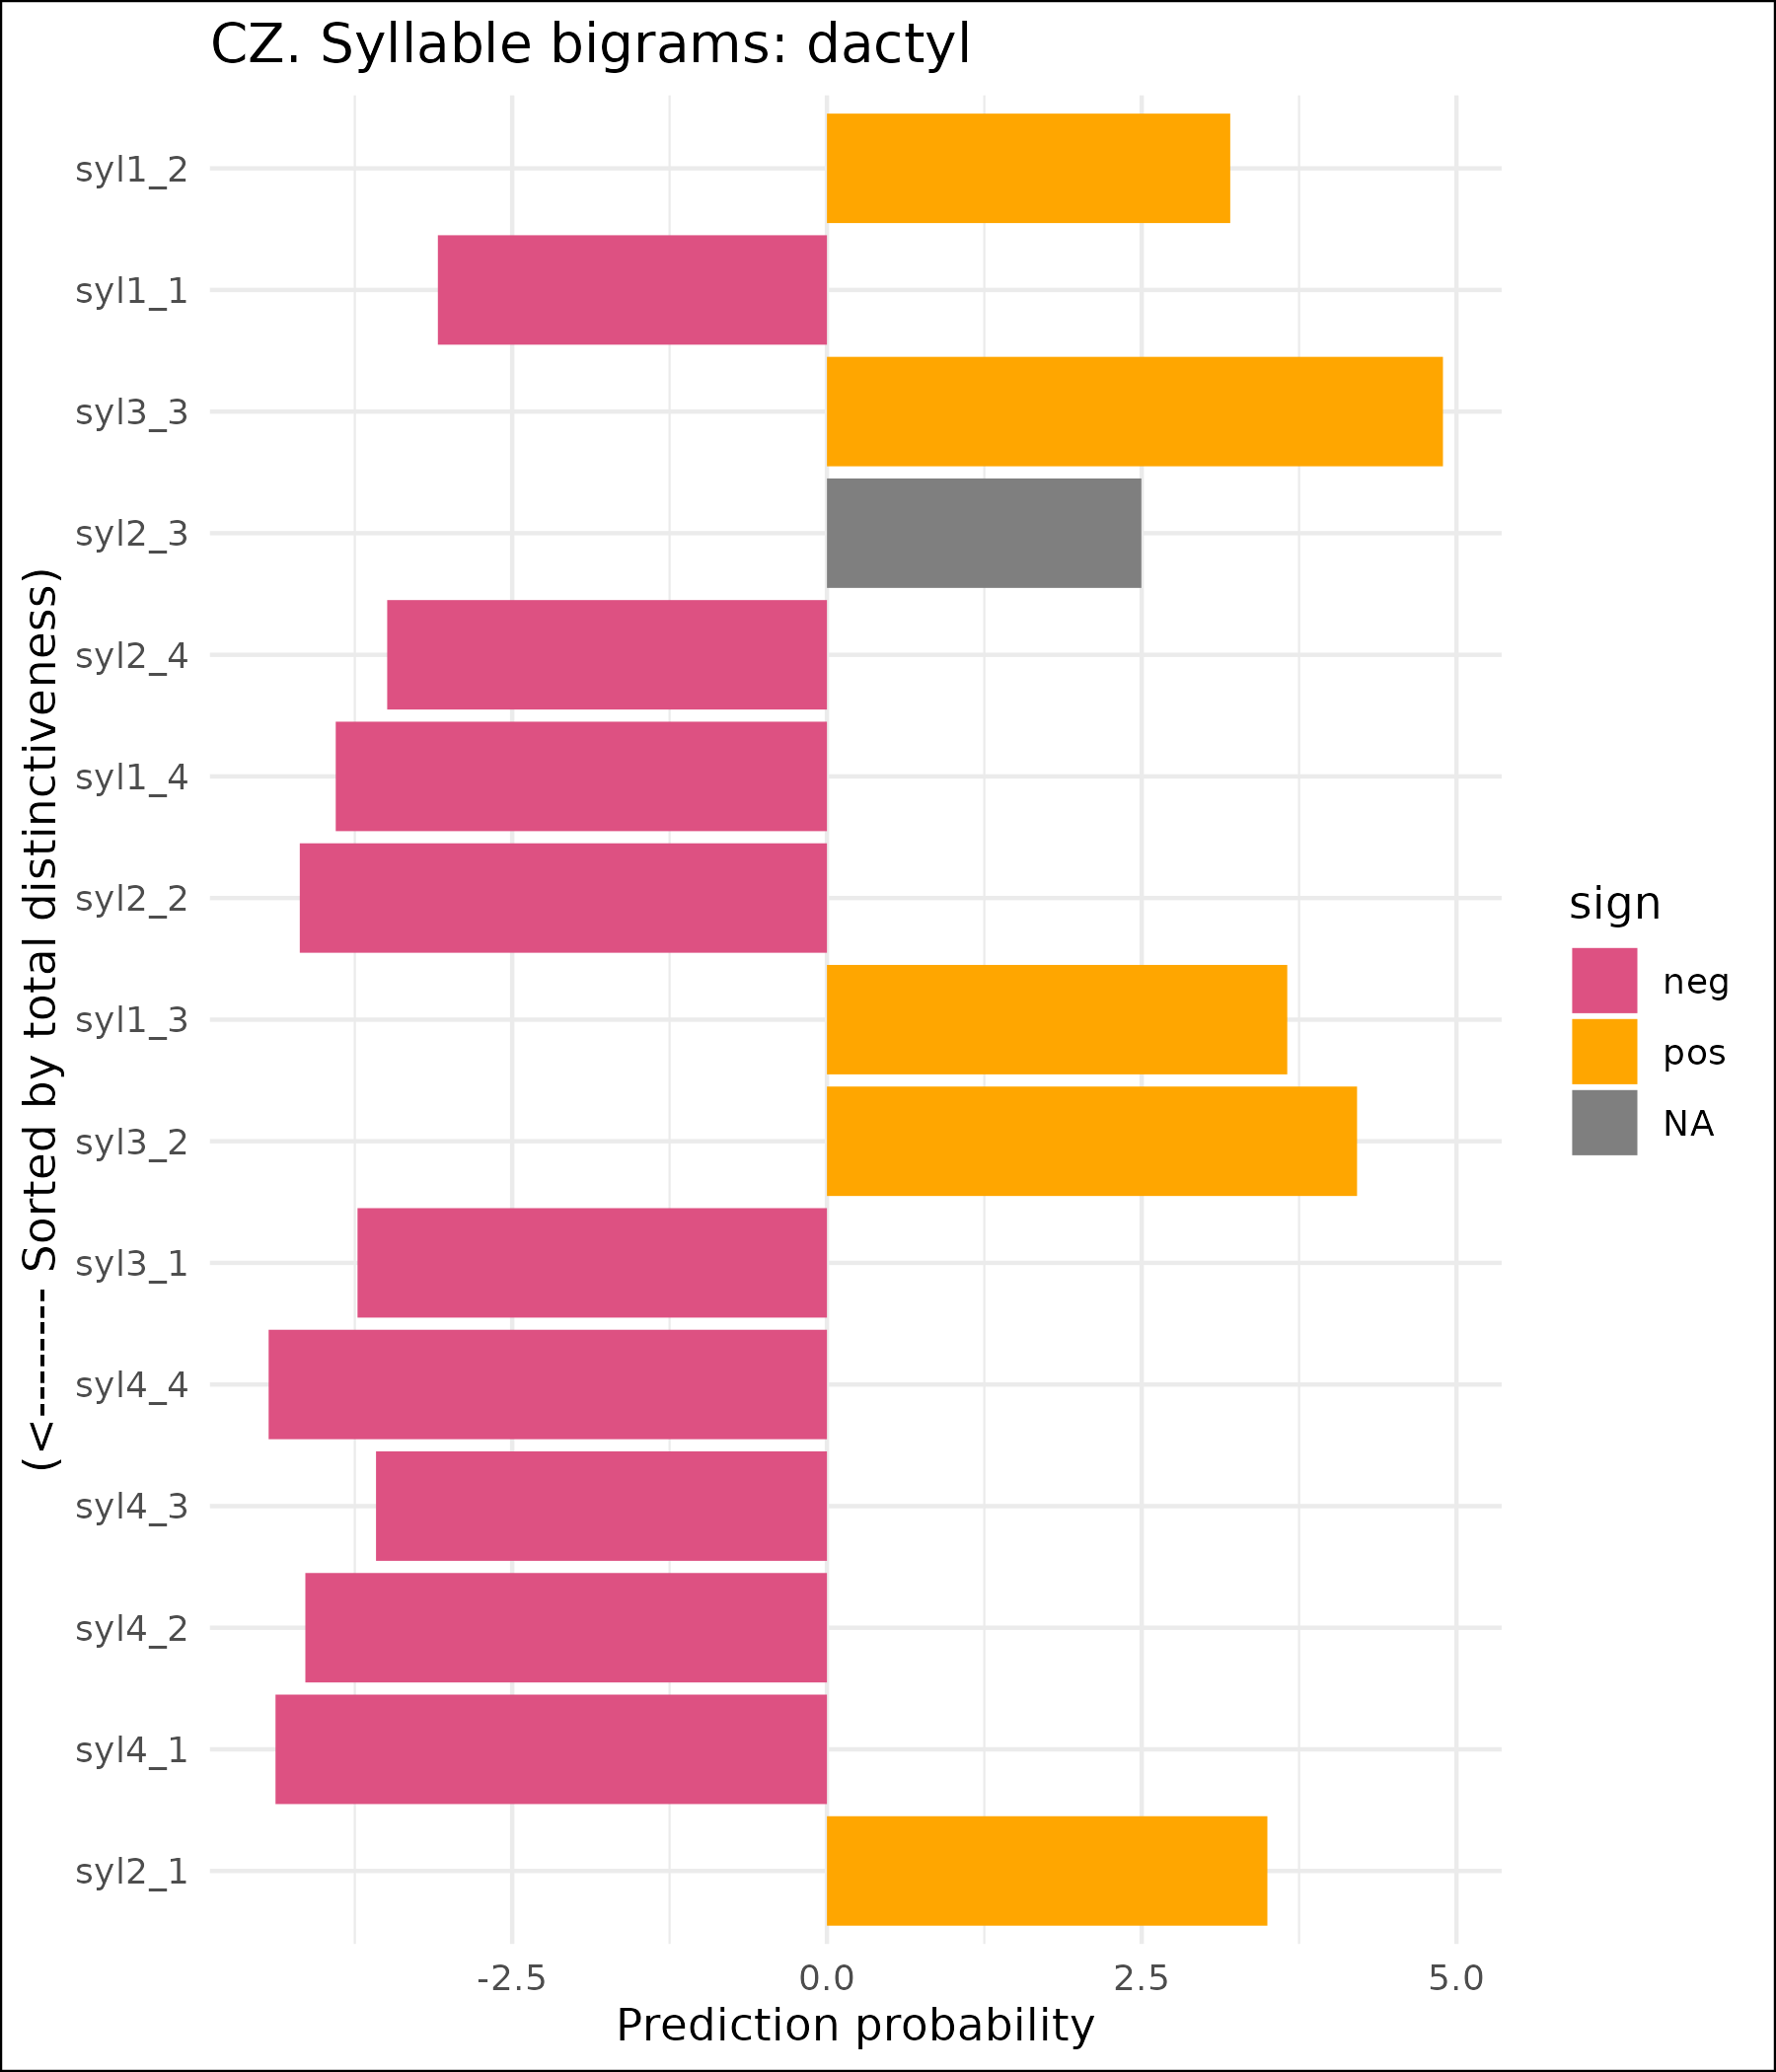 CZ. Syllable bigrams: dactyl
(<--------- Sorted by total distinctiveness)
syl1_2
syl1_1
syl3_3
syl2_3
syl2_4
syl1_4
syl2_2
syl1_3
syl3_2
syl3_1
syl4_4
syl4_3
syl4_2
syl4_1
syl2_1
-2.5
0.0
2.5
5.0
Prediction probability
sign
neg
pos
NA